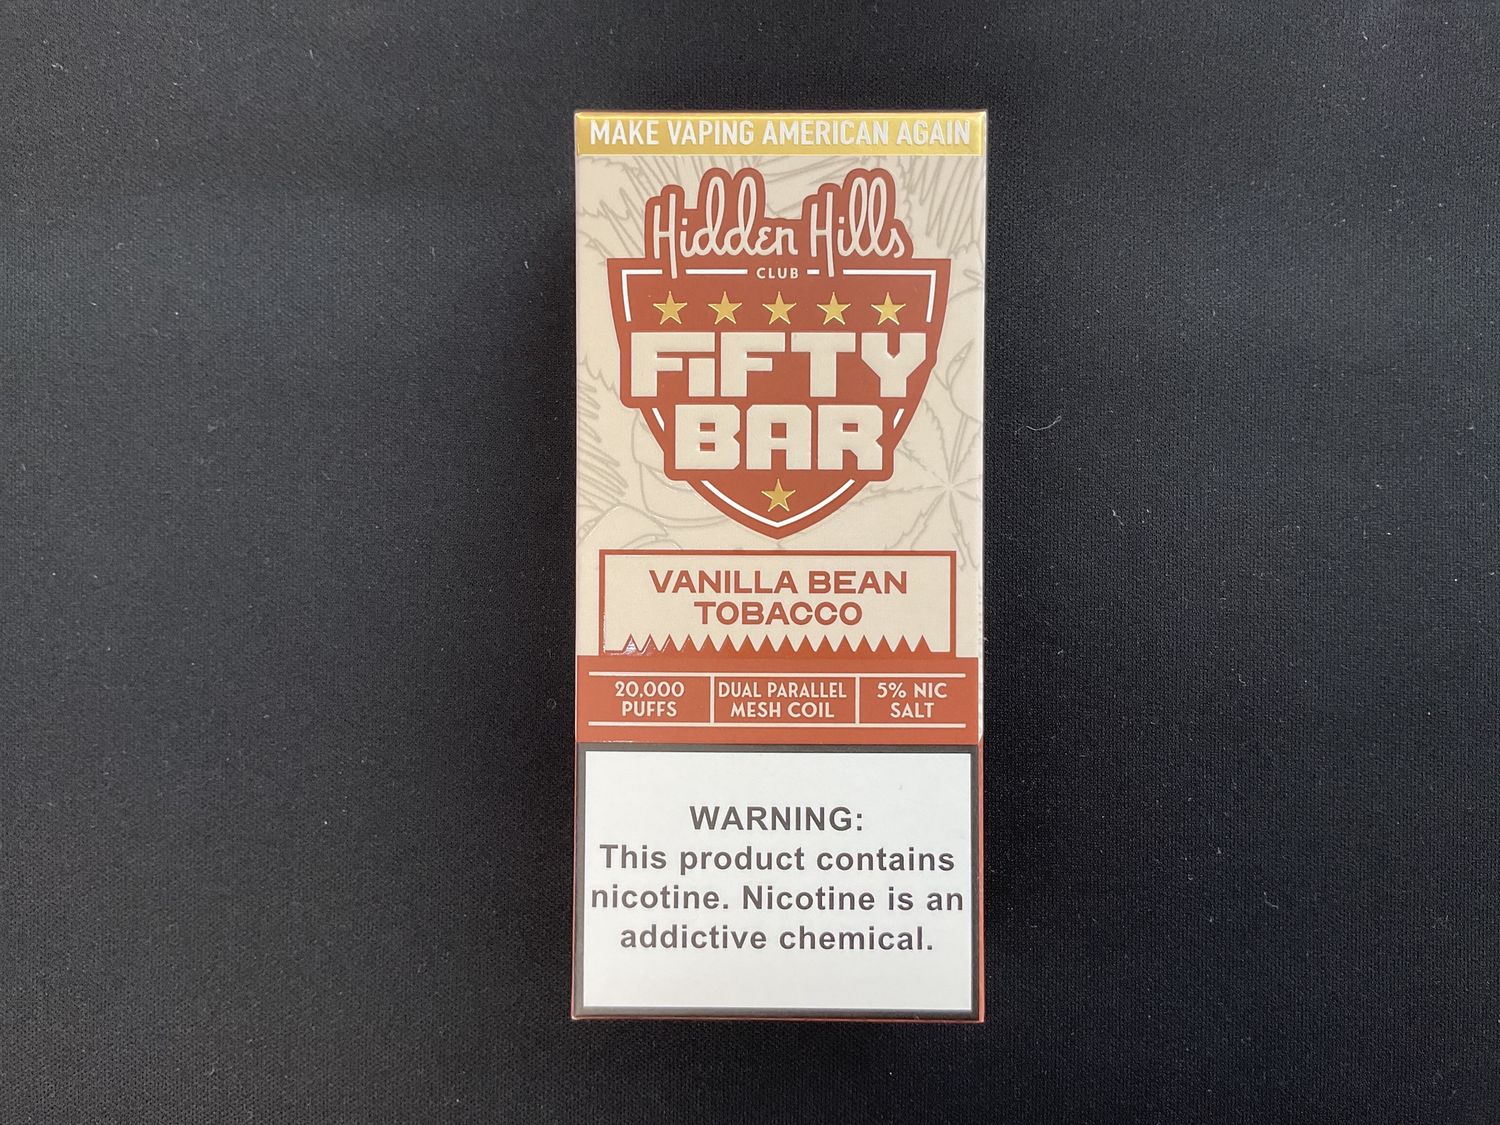 MAKE VAPING AMERICAN AGAIN
Hidden Hills
CLUB
FiFTY
BAR
VANILLA BEAN
TOBACCO
20,000
PUFFS
DUAL PARALLEL
MESH COIL
5% NIC
SALT
WARNING:
This product contains
nicotine. Nicotine is an
addictive chemical.